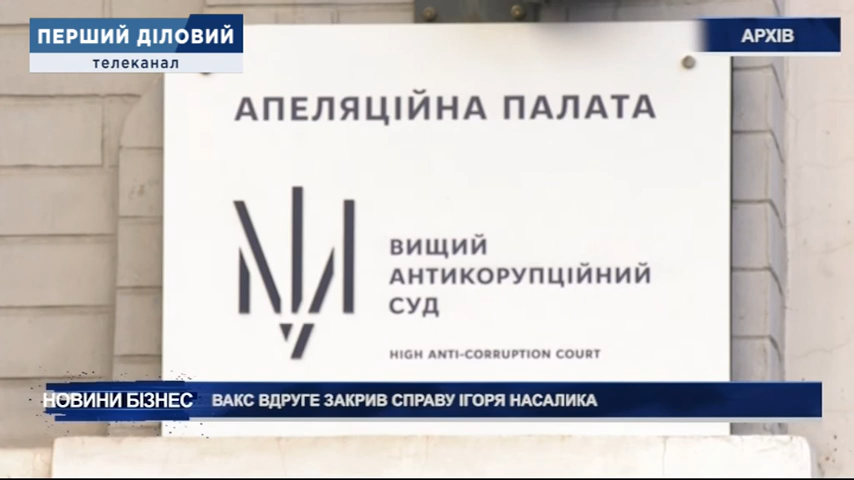 ПЕРШИЙ ДІЛОВИЙ
телеканал
АРХІВ
АПЕЛЯЦІЙНА ПАЛАТА
ВИЩИЙ
АНТИКОРУПЦІЙНИЙ
СУД
HIGH ANTI-CORRUPTION COURT
НОВИНИ БІЗНЕС
ВАКС ВДРУГЕ ЗАКРИВ СПРАВУ ІГОРЯ НАСАЛИКА